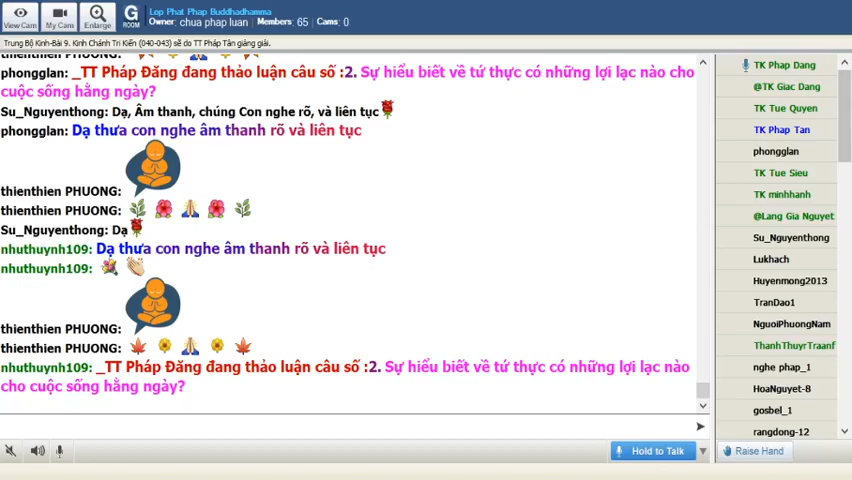 View Cam
My Cam
Enlarge
G
ROOM
Lop Phat Phap Buddhadhamma
Owner: chua phap luan Members: 65 Cams: 0
Trung Bộ Kinh-Bài 9. Kinh Chánh Tri Kiến (040-043) sẽ do TT Pháp Tân giảng giải.
phongglan: _TT Pháp Đăng đang thảo luận câu số :2. Sự hiểu biết về tứ thực có những lợi lạc nào cho
cuộc sống hằng ngày?
Su_Nguyenthong: Dạ, Âm thanh, chúng Con nghe rõ, và liên tục
phongglan: Dạ thưa con nghe âm thanh rõ và liên tục
thienthien PHUONG:
thienthien PHUONG:
Su_Nguyenthong: Dạ
nhuthuynh109: Dạ thưa con nghe âm thanh rõ và liên tục
nhuthuynh109:
thienthien PHUONG:
thienthien PHUONG:
nhuthuynh109: _TT Pháp Đăng đang thảo luận câu số :2. Sự hiểu biết về tứ thực có những lợi lạc nào
cho cuộc sống hằng ngày?
Hold to Talk
TK Phap Dang
@TK Giac Dang
TK Tue Quyen
TK Phap Tan
phongglan
TK Tue Sieu
TK minhhanh
@Lang Gia Nguyet
Su_Nguyenthong
Lukhach
Huyenmong2013
TranDao1
NguoiPhuongNam
ThanhThuyrTraanf
nghe phap_1
HoaNguyet-8
gosbel_1
rangdong-12
Raise Hand